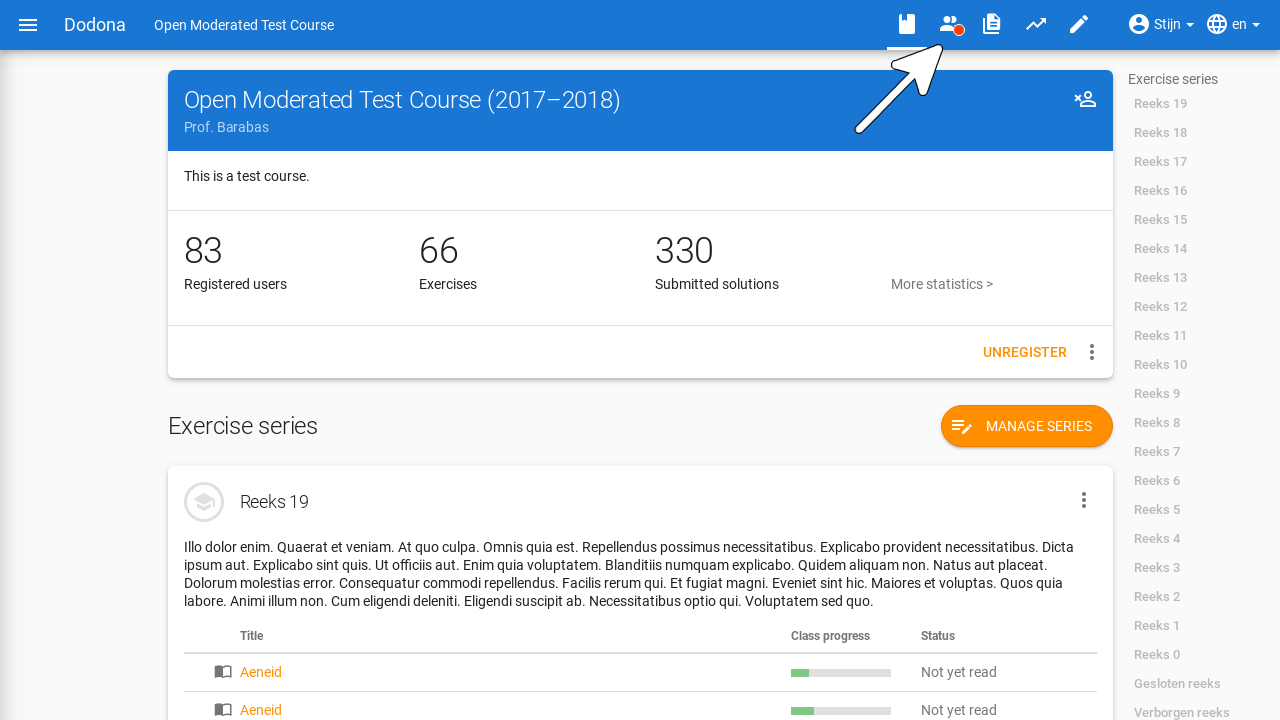 Dodona
Open Moderated Test Course
Stijn
en
Open Moderated Test Course (2017–2018)
Prof. Barabas
This is a test course.
83
Registered users
66
Exercises
330
Submitted solutions
More statistics >
UNREGISTER
Exercise series
MANAGE SERIES
Reeks 19
Illo dolor enim. Quaerat et veniam. At quo culpa. Omnis quia est. Repellendus possimus necessitatibus. Explicabo provident necessitatibus. Dicta
ipsum aut. Explicabo sint quis. Ut officiis aut. Enim quia voluptatem. Blanditiis numquam explicabo. Quidem aliquam non. Natus aut placeat.
Dolorum molestias error. Consequatur commodi repellendus. Facilis rerum qui. Et fugiat magni. Eveniet sint hic. Maiores et voluptas. Quos quia
labore. Animi illum non. Cum eligendi deleniti. Eligendi suscipit ab. Necessitatibus optio qui. Voluptatem sed quo.
Title Class progress Status
Aeneid Not yet read
Aeneid Not yet read
Exercise series
Reeks 19
Reeks 18
Reeks 17
Reeks 16
Reeks 15
Reeks 14
Reeks 13
Reeks 12
Reeks 11
Reeks 10
Reeks 9
Reeks 8
Reeks 7
Reeks 6
Reeks 5
Reeks 4
Reeks 3
Reeks 2
Reeks 1
Reeks 0
Gesloten reeks
Verborgen reeks